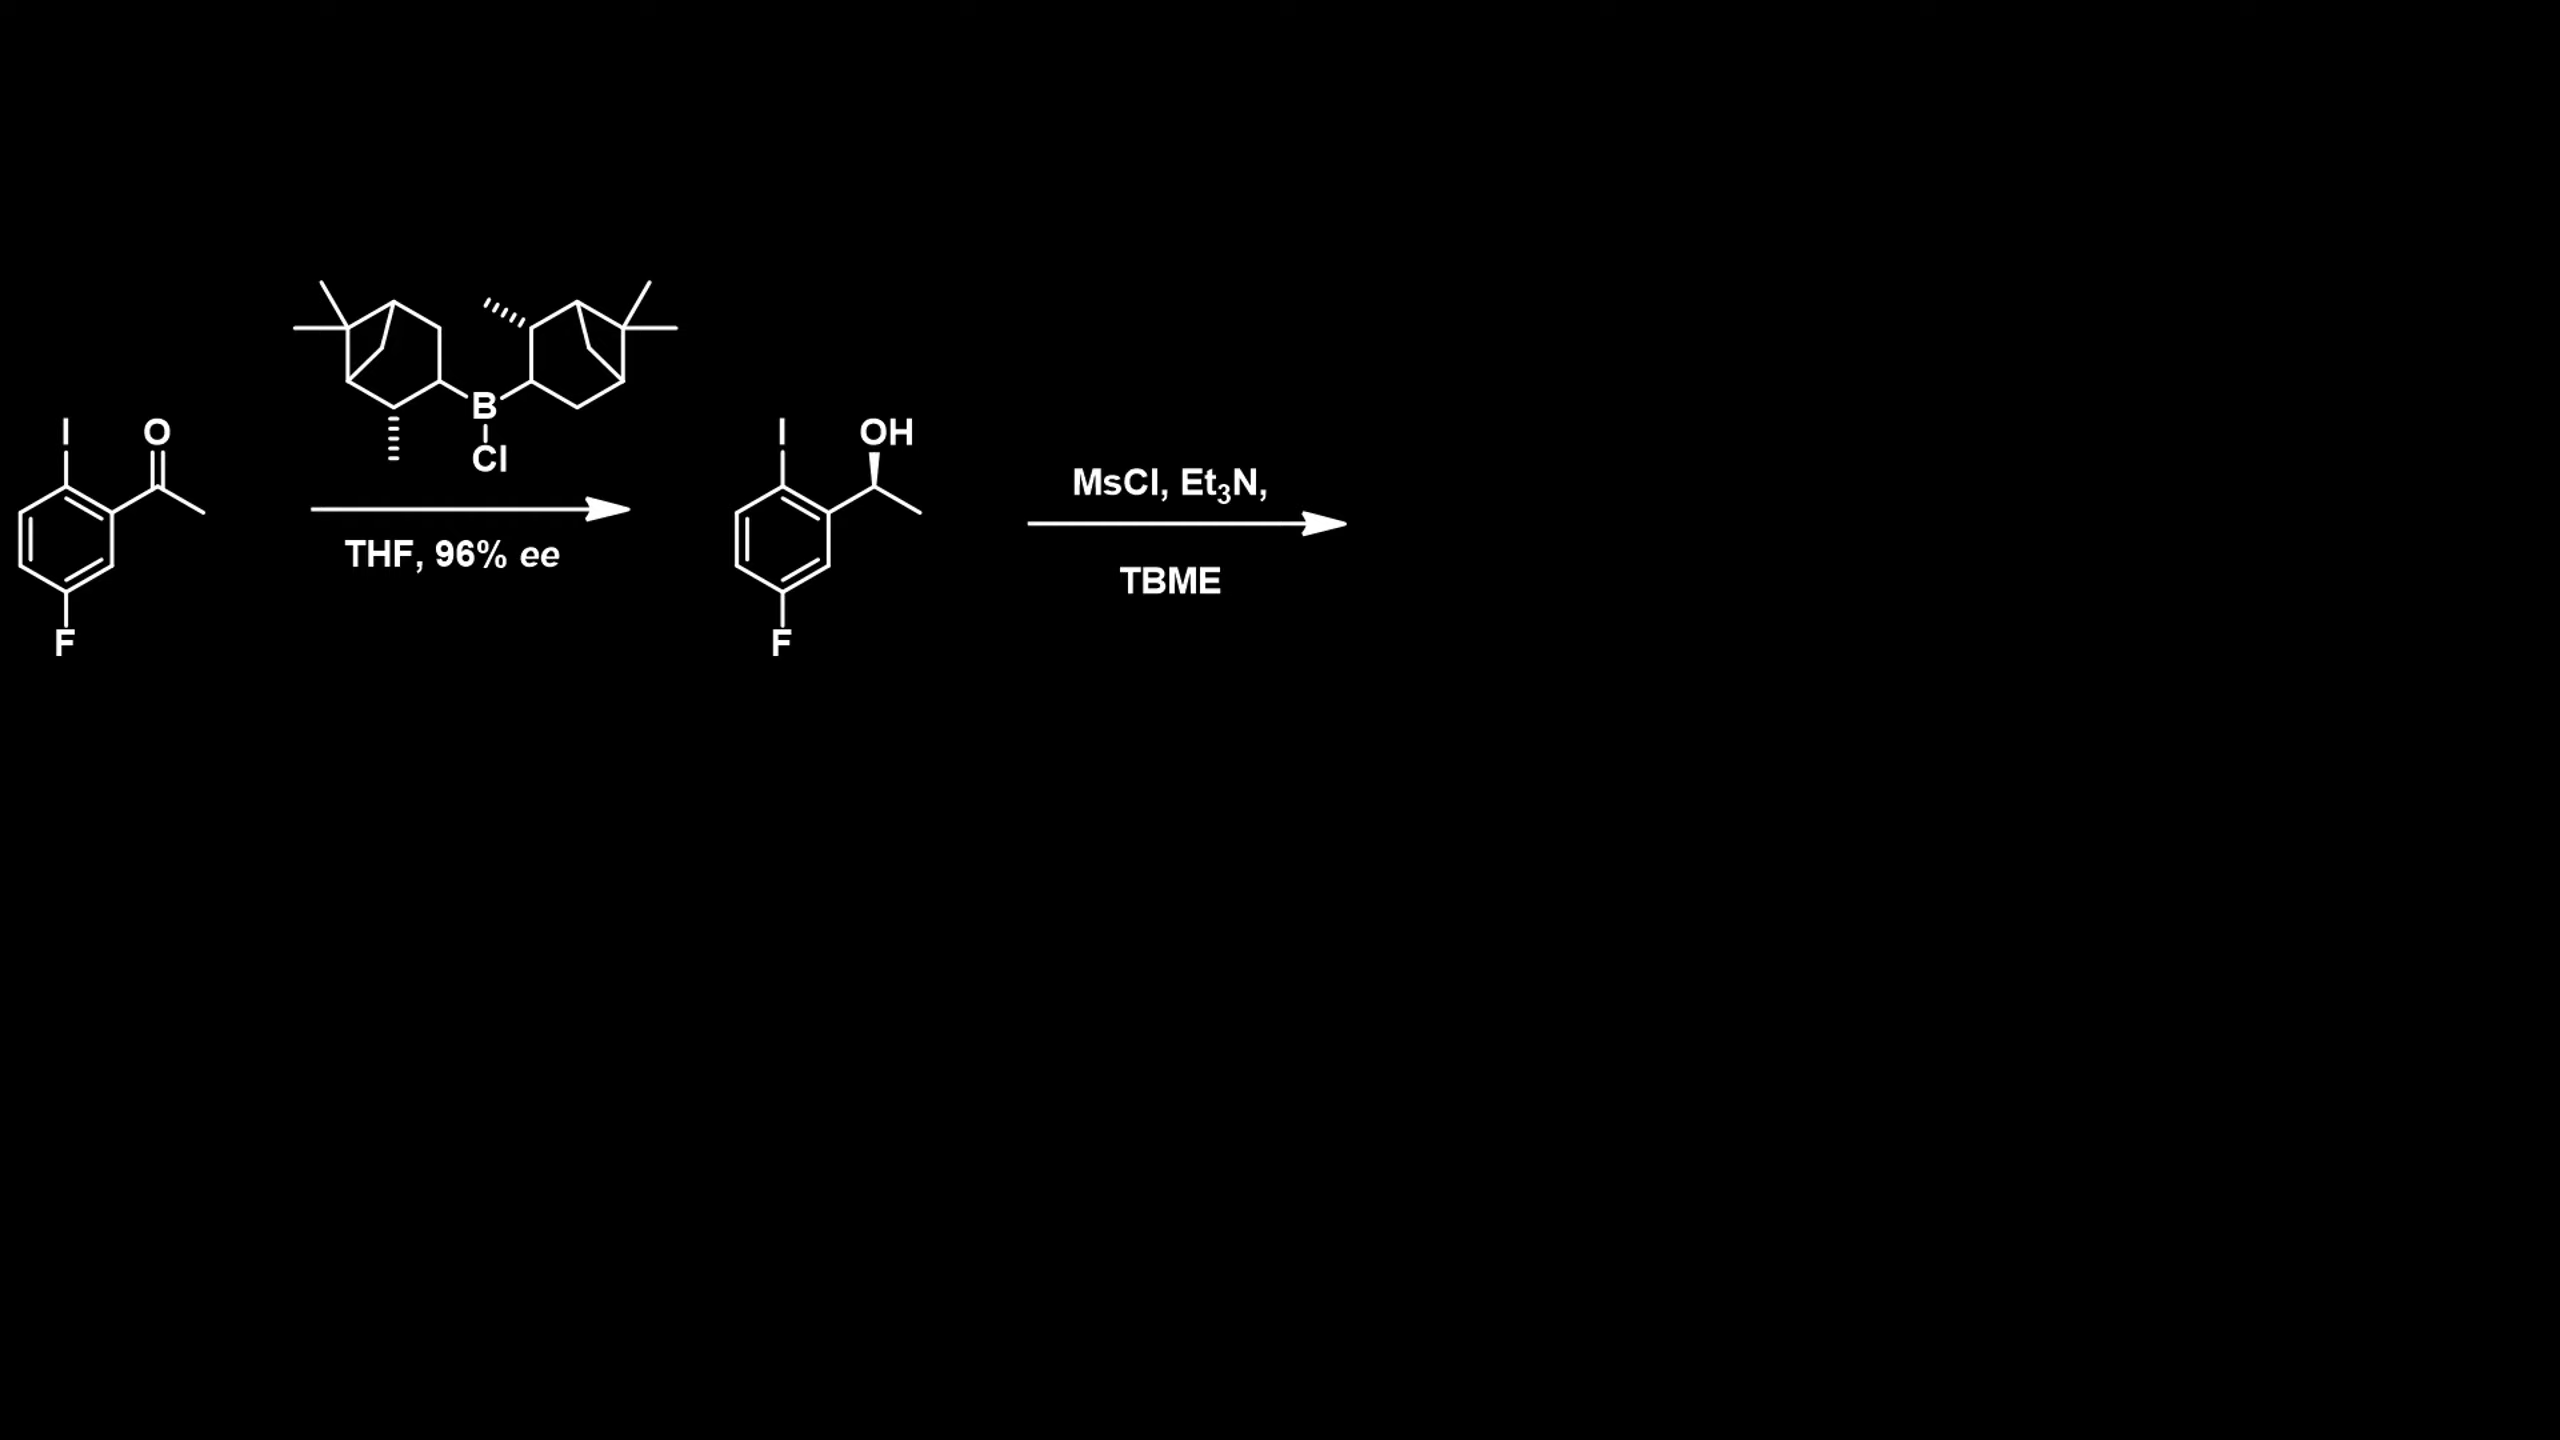 I
O
F
B
Cl
THF, 96% ee
I
OH
F
MsCl, Et₃N,
TBME